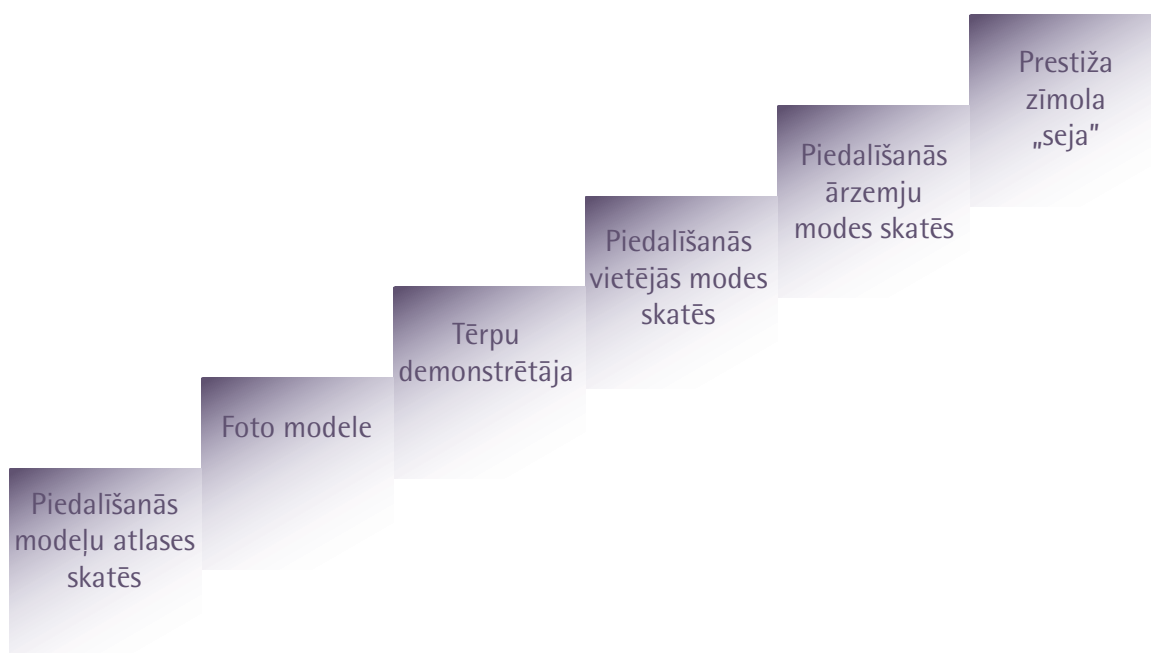 Prestiža
zīmola
„seja”
Piedalīšanās
ārzemju
modes skatēs
Piedalīšanās
vietējās modes
skatēs
Tērpu
demonstrētāja
Foto modele
Piedalīšanās
modeļu atlases
skatēs